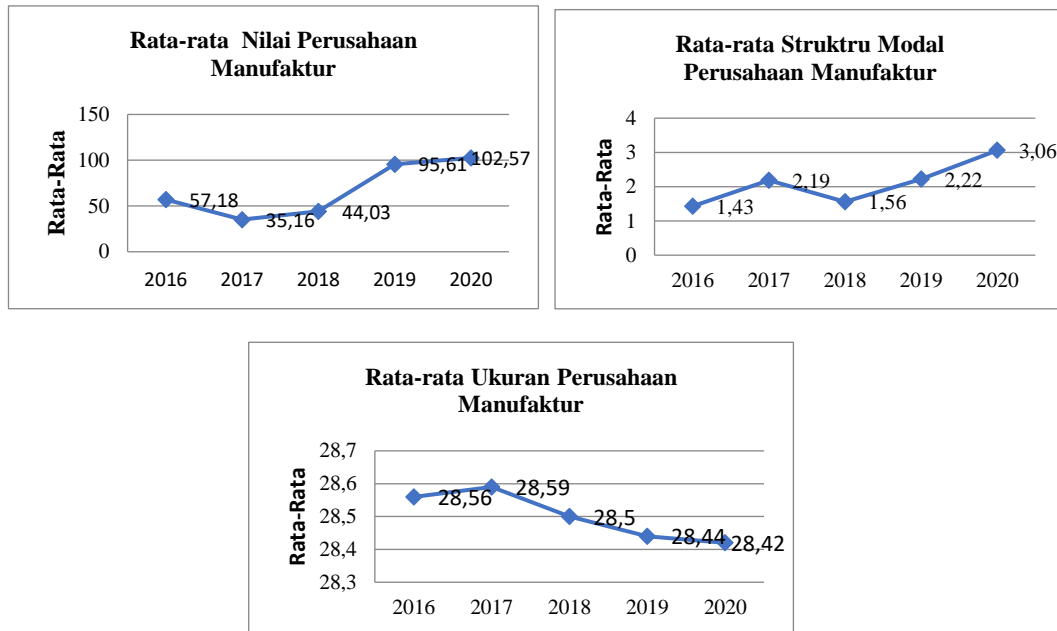 Rata-rata Nilai Perusahaan
Manufaktur
Rata-Rata
150
100
50
0
57,18
35,16
44,03
95,61
102,57
2016 2017 2018 2019 2020
Rata-rata Struktru Modal
Perusahaan Manufaktur
Rata-Rata
4
3
2
1
0
1,43
2,19
1,56
2,22
3,06
2016 2017 2018 2019 2020
Rata-rata Ukuran Perusahaan
Manufaktur
Rata-Rata
28,7
28,6
28,5
28,4
28,3
28,56
28,59
28,5
28,44
28,42
2016 2017 2018 2019 2020